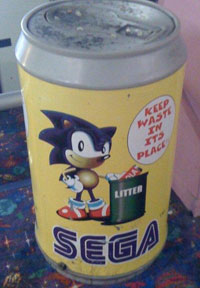 KEEP
WASTE
IN
ITS
PLACE
LITTER
SEGA